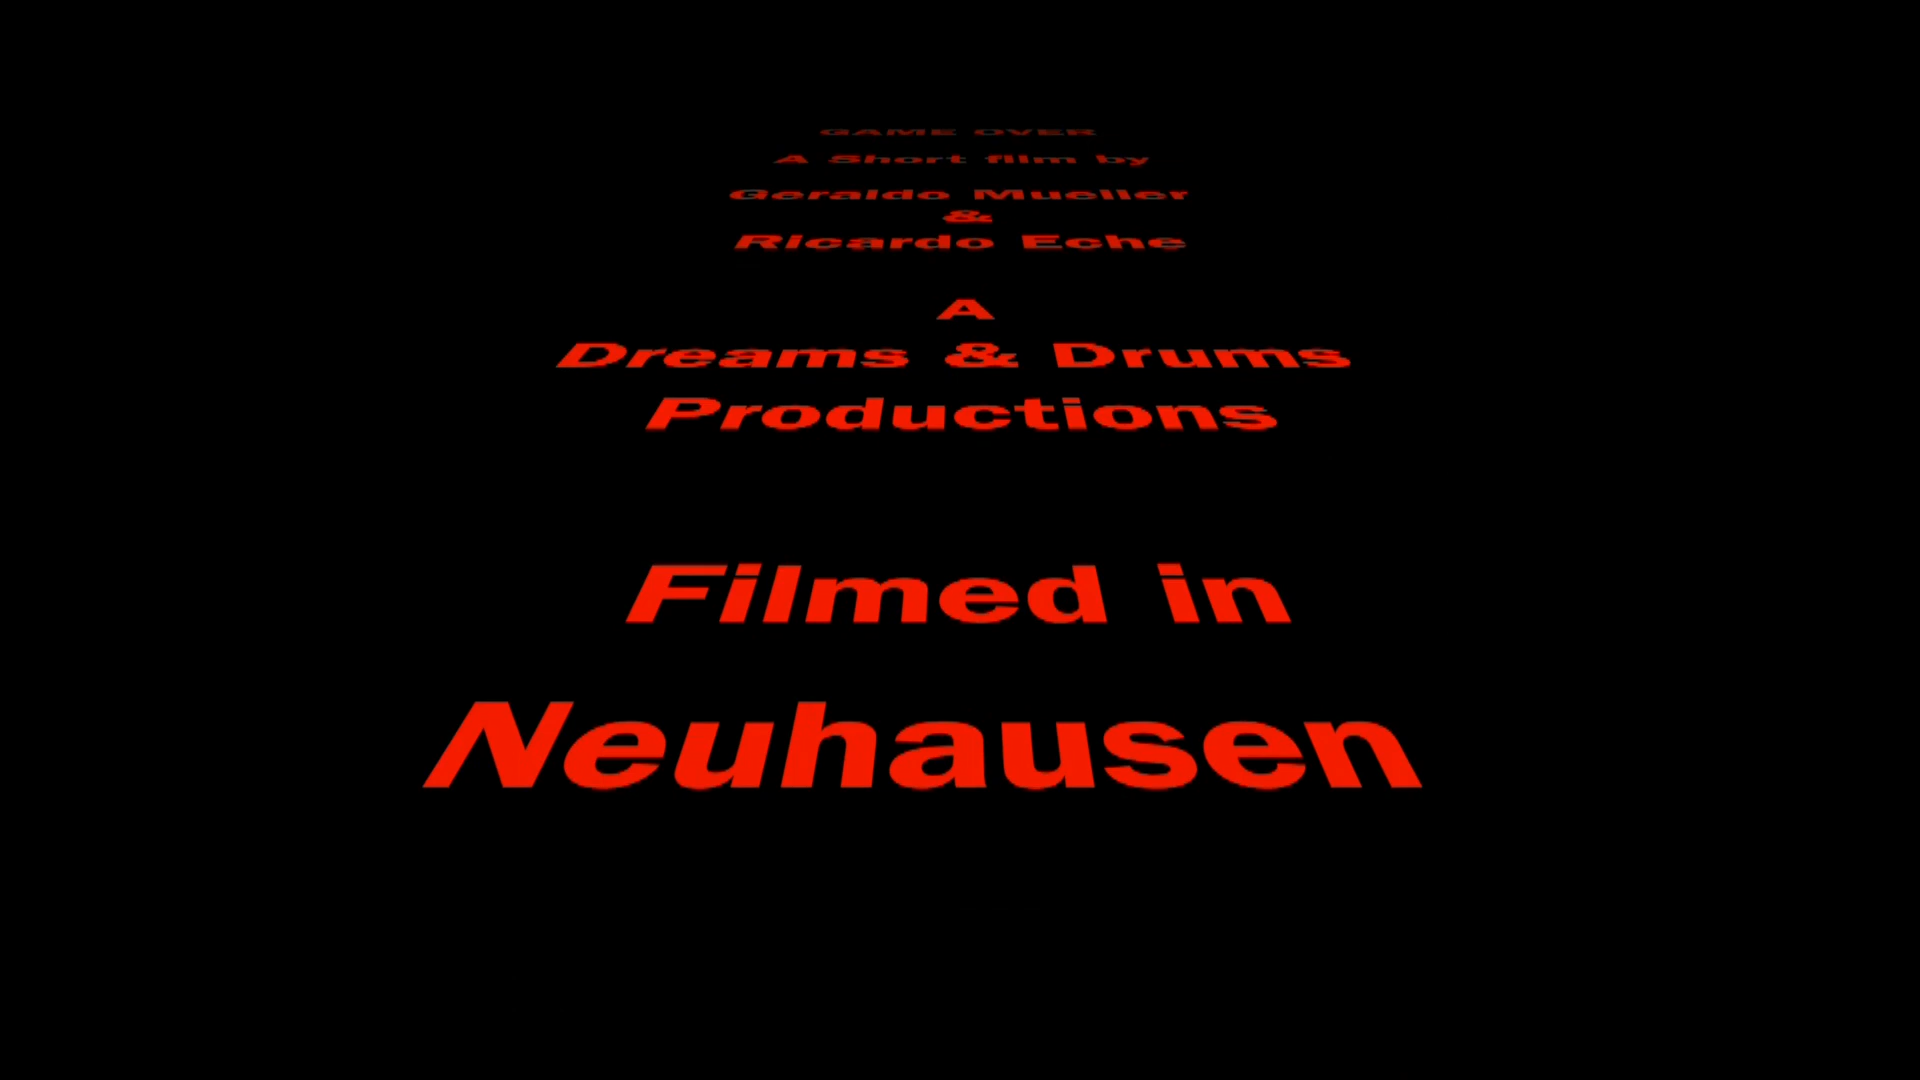 GAME OVER
A Short film by
Geraldo Mueller
&
Ricardo Eche
A
Dreams & Drums
Productions
Filmed in
Neuhausen